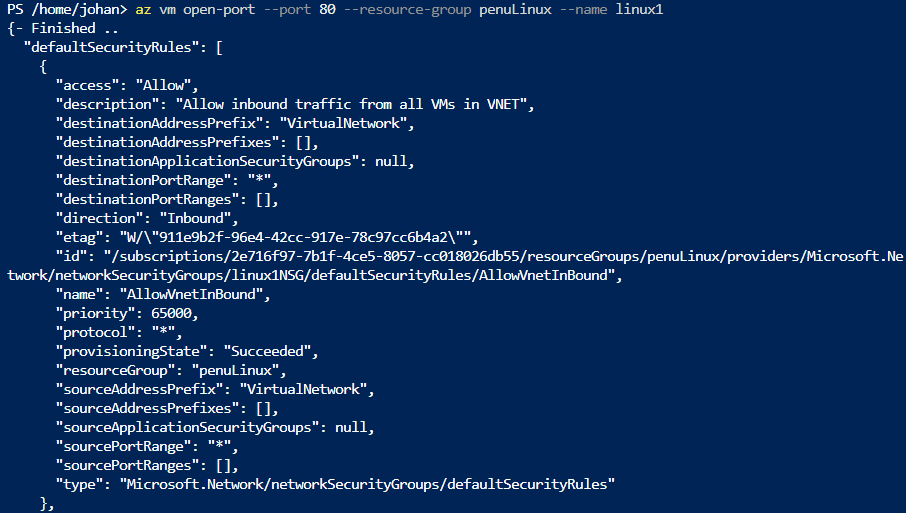 PS /home/johan> az vm open-port --port 80 --resource-group penuLinux --name linux1
{- Finished ..
  "defaultSecurityRules": [
    {
      "access": "Allow",
      "description": "Allow inbound traffic from all VMs in VNET",
      "destinationAddressPrefix": "VirtualNetwork",
      "destinationAddressPrefixes": [],
      "destinationApplicationSecurityGroups": null,
      "destinationPortRange": "*",
      "destinationPortRanges": [],
      "direction": "Inbound",
      "etag": "W/\"911e9b2f-96e4-42cc-917e-78c97cc6b4a2\"",
      "id": "/subscriptions/2e716f97-7b1f-4ce5-8057-cc018026db55/resourceGroups/penuLinux/providers/Microsoft.Ne
twork/networkSecurityGroups/linux1NSG/defaultSecurityRules/AllowVnetInBound",
      "name": "AllowVnetInBound",
      "priority": 65000,
      "protocol": "*",
      "provisioningState": "Succeeded",
      "resourceGroup": "penuLinux",
      "sourceAddressPrefix": "VirtualNetwork",
      "sourceAddressPrefixes": [],
      "sourceApplicationSecurityGroups": null,
      "sourcePortRange": "*",
      "sourcePortRanges": [],
      "type": "Microsoft.Network/networkSecurityGroups/defaultSecurityRules"
    },